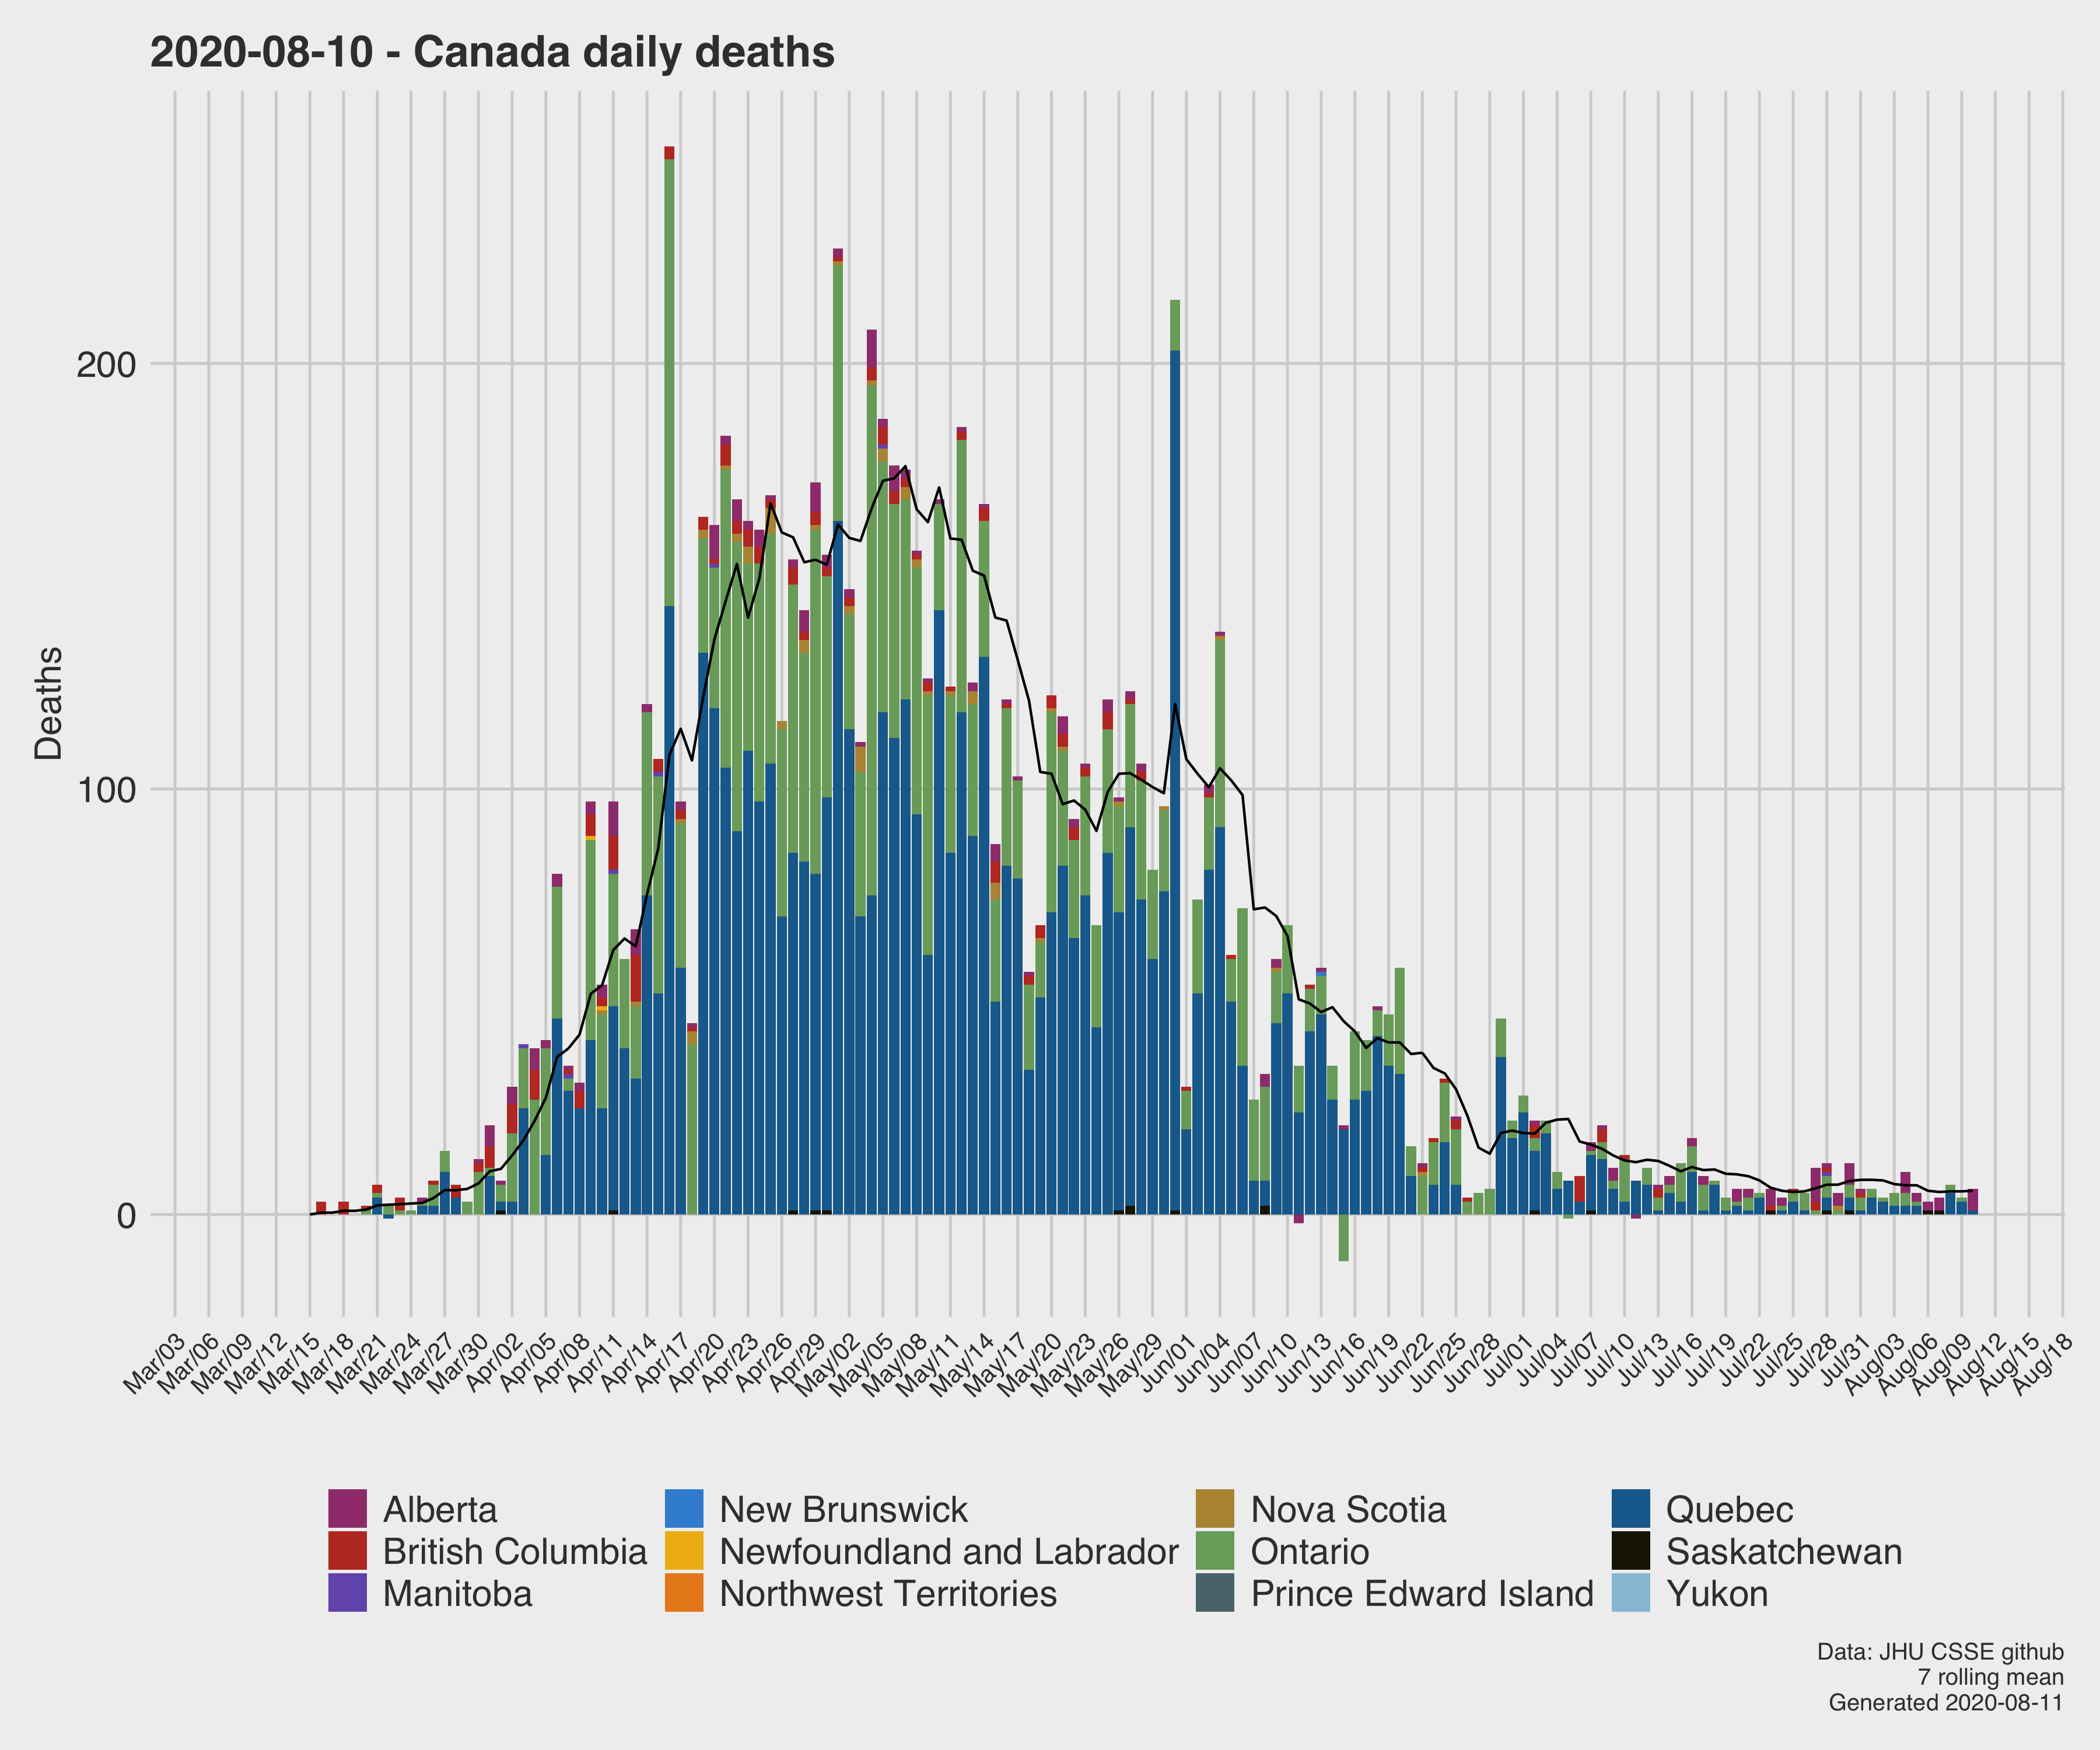 2020-08-10 - Canada daily deaths
Deaths
200
100
0
Mar/03
Mar/06
Mar/09
Mar/12
Mar/15
Mar/18
Mar/21
Mar/24
Mar/27
Mar/30
Apr/02
Apr/05
Apr/08
Apr/11
Apr/14
Apr/17
Apr/20
Apr/23
Apr/26
Apr/29
May/02
May/05
May/08
May/11
May/14
May/17
May/20
May/23
May/26
May/29
Jun/01
Jun/04
Jun/07
Jun/10
Jun/13
Jun/16
Jun/19
Jun/22
Jun/25
Jun/28
Jul/01
Jul/04
Jul/07
Jul/10
Jul/13
Jul/16
Jul/19
Jul/22
Jul/25
Jul/28
Jul/31
Aug/03
Aug/06
Aug/09
Aug/12
Aug/15
Aug/18
Alberta
British Columbia
Manitoba
New Brunswick
Newfoundland and Labrador
Northwest Territories
Nova Scotia
Ontario
Prince Edward Island
Quebec
Saskatchewan
Yukon
Data: JHU CSSE github
7 rolling mean
Generated 2020-08-11